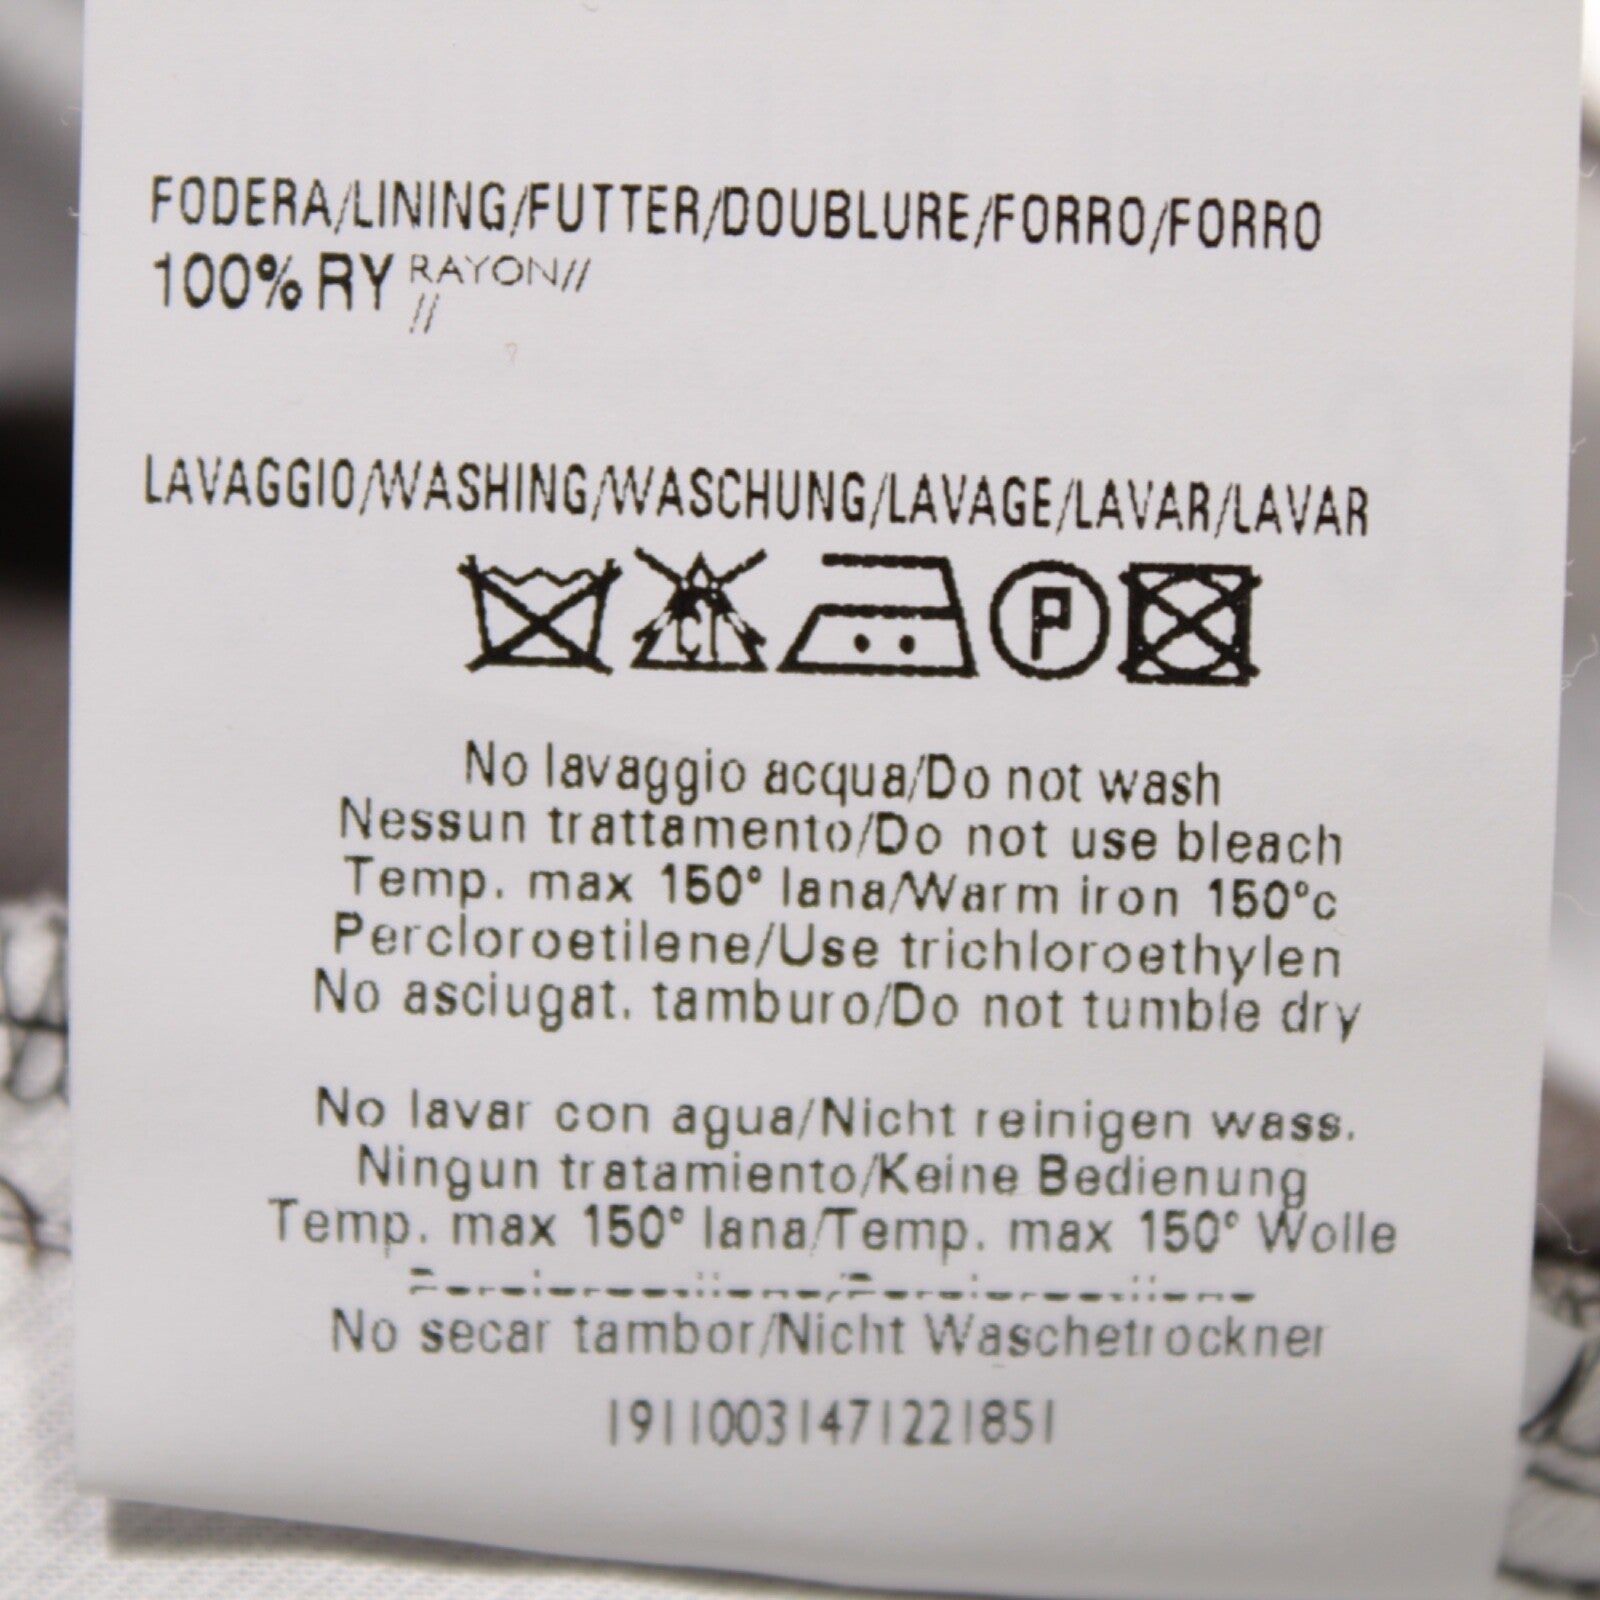 FODERA/LINING/FUTTER/DOUBLURE/FORRO/FORRO
100% RY RAYON//
//
LAVAGGIO/WASHING/WASCHUNG/LAVAGE/LAVAR/LAVAR
Cl P
No lavaggio acqua/Do not wash
Nessun trattamento/Do not use bleach
Temp. max 150° lana/Warm iron 150°c
Percloroetilene/Use trichloroethylen
No asciugat. tamburo/Do not tumble dry
No lavar con agua/Nicht reinigen wass.
Ningun tratamiento/Keine Bedienung
Temp. max 150° lana/Temp. max 150° Wolle
No secar tambor/Nicht Waschetrockner
1911003147122185 1